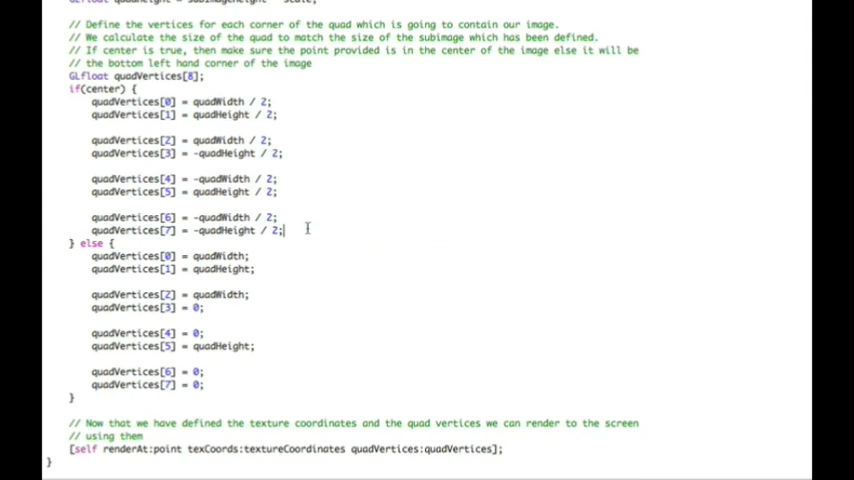 // Define the vertices for each corner of the quad which is going to contain our image.
// We calculate the size of the quad to match the size of the subimage which has been defined.
// If center is true, then make sure the point provided is in the center of the image else it will be
// the bottom left hand corner of the image
GLfloat quadVertices[8];
if(center) {
quadVertices[0] = quadWidth / 2;
quadVertices[1] = quadHeight / 2;
quadVertices[2] = quadWidth / 2;
quadVertices[3] = -quadHeight / 2;
quadVertices[4] = -quadWidth / 2;
quadVertices[5] = quadHeight / 2;
quadVertices[6] = -quadWidth / 2;
quadVertices[7] = -quadHeight / 2;
} else {
quadVertices[0] = quadWidth;
quadVertices[1] = quadHeight;
quadVertices[2] = quadWidth;
quadVertices[3] = 0;
quadVertices[4] = 0;
quadVertices[5] = quadHeight;
quadVertices[6] = 0;
quadVertices[7] = 0;
}
// Now that we have defined the texture coordinates and the quad vertices we can render to the screen
// using them
[self renderAt:point texCoords:textureCoordinates quadVertices:quadVertices];
}